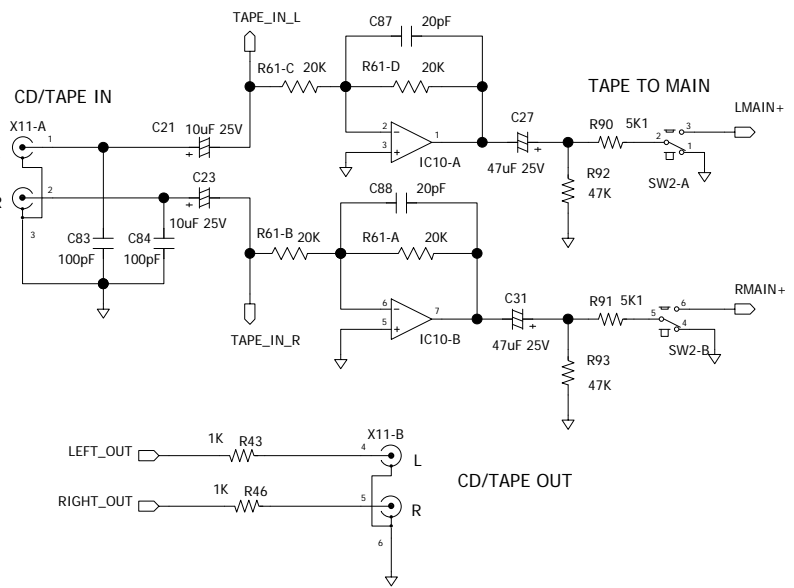 TAPE_IN_L
C87 20pF
R61-C 20K
R61-D 20K
TAPE TO MAIN
CD/TAPE IN
X11-A
1
C21 10uF 25V
+
2
3
1
IC10-A
C27
+
47uF 25V
R90 5K1
2
3
1
LMAIN+
SW2-A
R92
47K
2
C23
+
10uF 25V
C88 20pF
3
C83
100pF
C84
100pF
R61-B 20K
R61-A 20K
TAPE_IN_R
6
5
7
IC10-B
C31
+
47uF 25V
R91 5K1
5
6
4
RMAIN+
SW2-B
R93
47K
LEFT_OUT
1K R43
X11-B
4
L
CD/TAPE OUT
RIGHT_OUT
1K R46
5
R
6